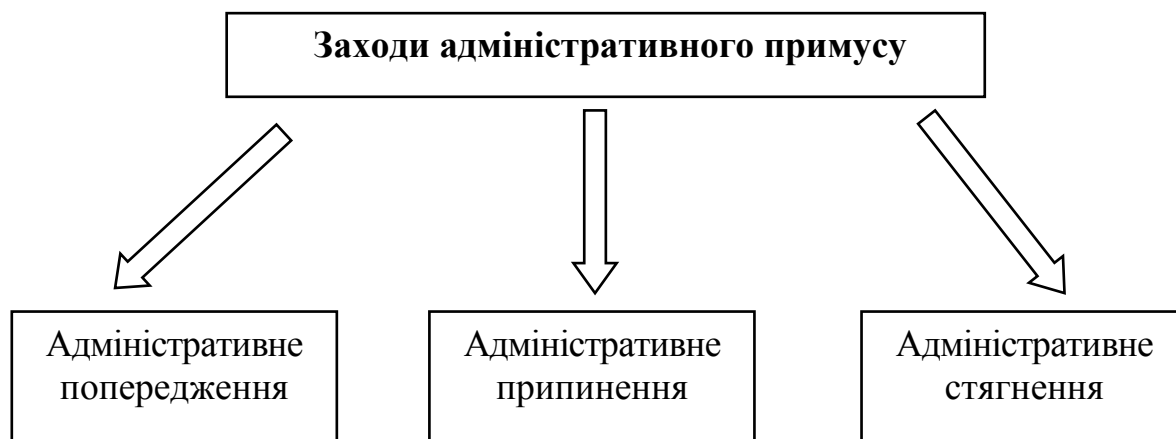 Заходи адміністративного примусу
Адміністративне
попередження
Адміністративне
припинення
Адміністративне
стягнення